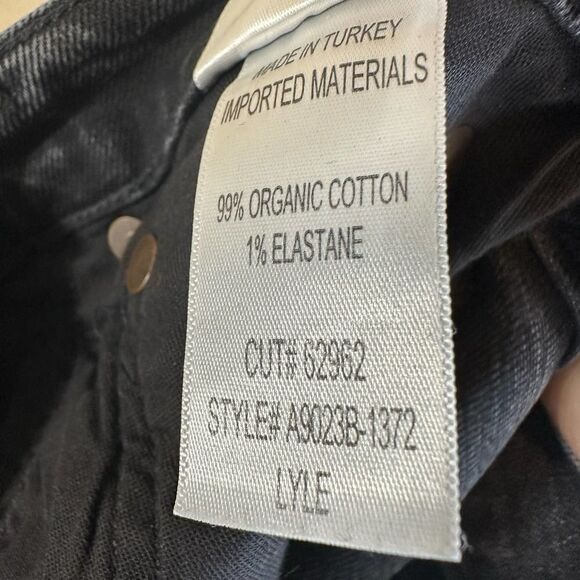 MADE IN TURKEY
IMPORTED MATERIALS
99% ORGANIC COTTON
1% ELASTANE
CUT# 62962
STYLE# A9023B-1372
LYLE